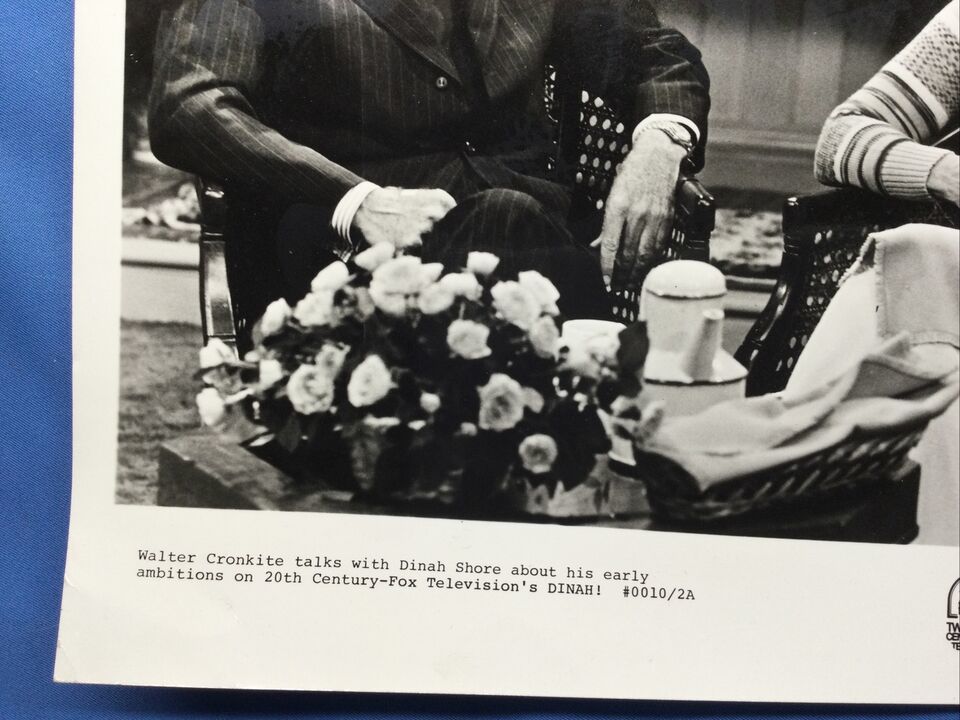 Walter Cronkite talks with Dinah Shore about his early
ambitions on 20th Century-Fox Television's DINAH!  #0010/2A